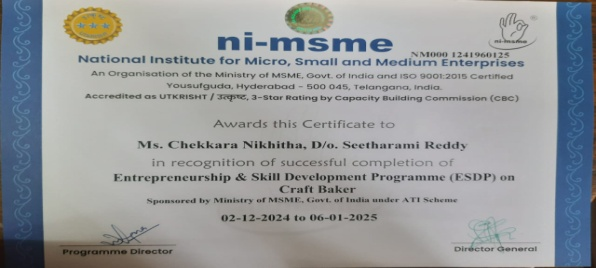 ni-msme
NM000 1241960125
ni-msme
National Institute for Micro, Small and Medium Enterprises
An Organisation of the Ministry of MSME, Govt. of India and ISO 9001:2015 Certified
Yousufguda, Hyderabad - 500 045, Telangana, India.
Accredited as UTKRISHT / उत्कृष्ट, 3-Star Rating by Capacity Building Commission (CBC)
Awards this Certificate to
Ms. Chekkara Nikhitha, D/o. Seetharami Reddy
in recognition of successful completion of
Entrepreneurship & Skill Development Programme (ESDP) on
Craft Baker
Sponsored by Ministry of MSME, Govt. of India under ATI Scheme
02-12-2024 to 06-01-2025
Programme Director
Director General